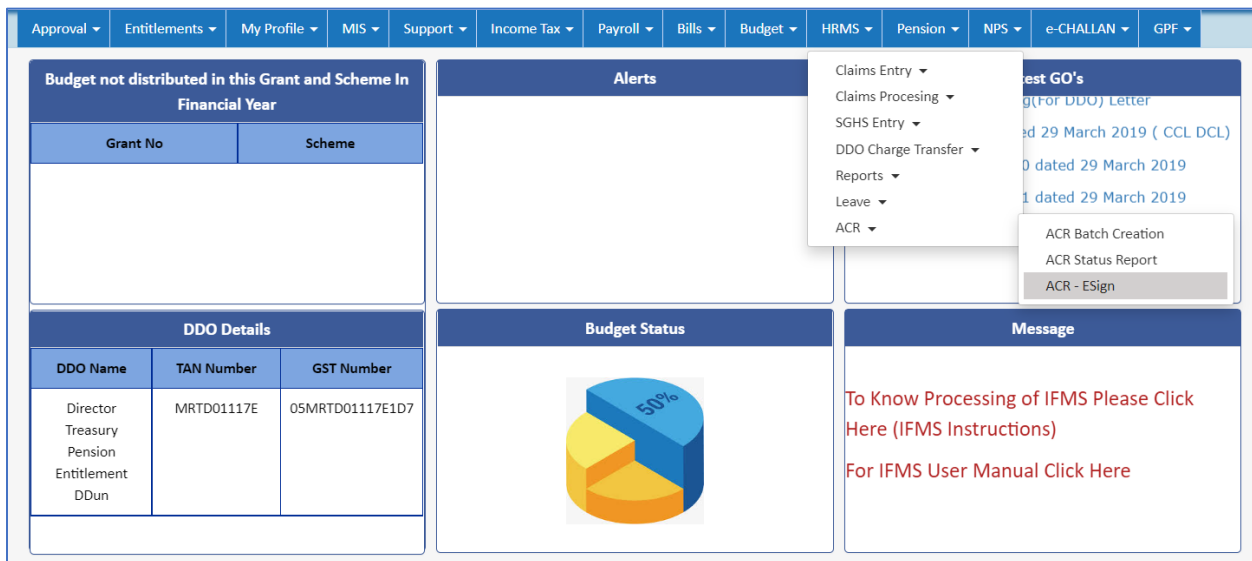 Approval Entitlements My Profile MIS Support Income Tax Payroll Bills Budget HRMS Pension NPS e-CHALLAN GPF
Budget not distributed in this Grant and Scheme In
Financial Year
Grant No Scheme
Alerts
Claims Entry
Claims Procesing
SGHS Entry
DDO Charge Transfer
Reports
Leave
ACR
GO's
(For DDO) Letter
29 March 2019 ( CCL DCL)
dated 29 March 2019
dated 29 March 2019
ACR Batch Creation
ACR Status Report
ACR - ESign
DDO Details
DDO Name TAN Number GST Number
Director
Treasury
Pension
Entitlement
DDun
MRTD01117E
05MRTD01117E1D7
Budget Status
50%
Message
To Know Processing of IFMS Please Click
Here (IFMS Instructions)
For IFMS User Manual Click Here